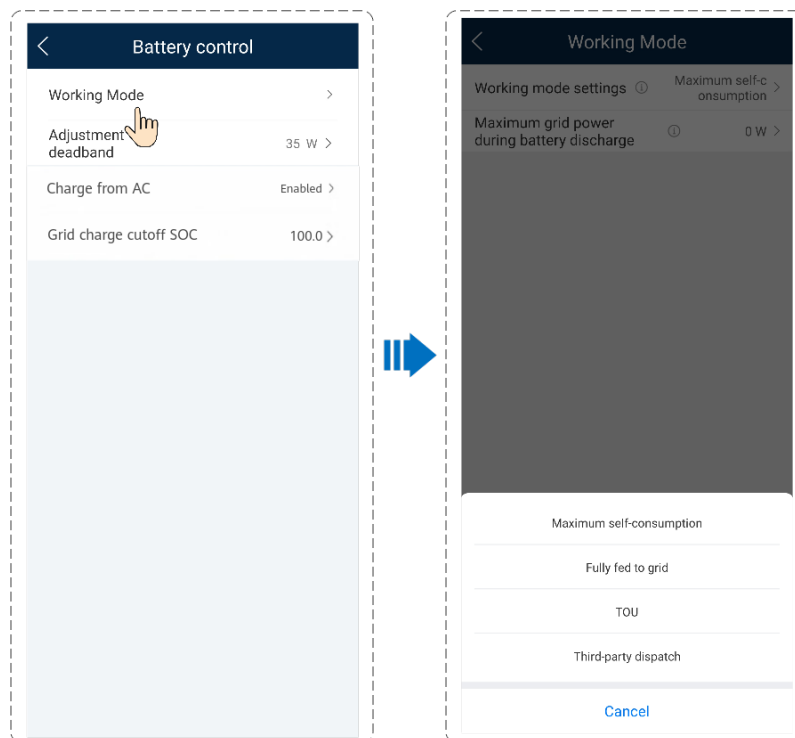 Battery control
Working Mode
Adjustment
deadband
35 W
Charge from AC
Enabled
Grid charge cutoff SOC
100.0
Working Mode
Working mode settings
Maximum self-c
onsumption
Maximum grid power
during battery discharge
0 W
Maximum self-consumption
Fully fed to grid
TOU
Third-party dispatch
Cancel